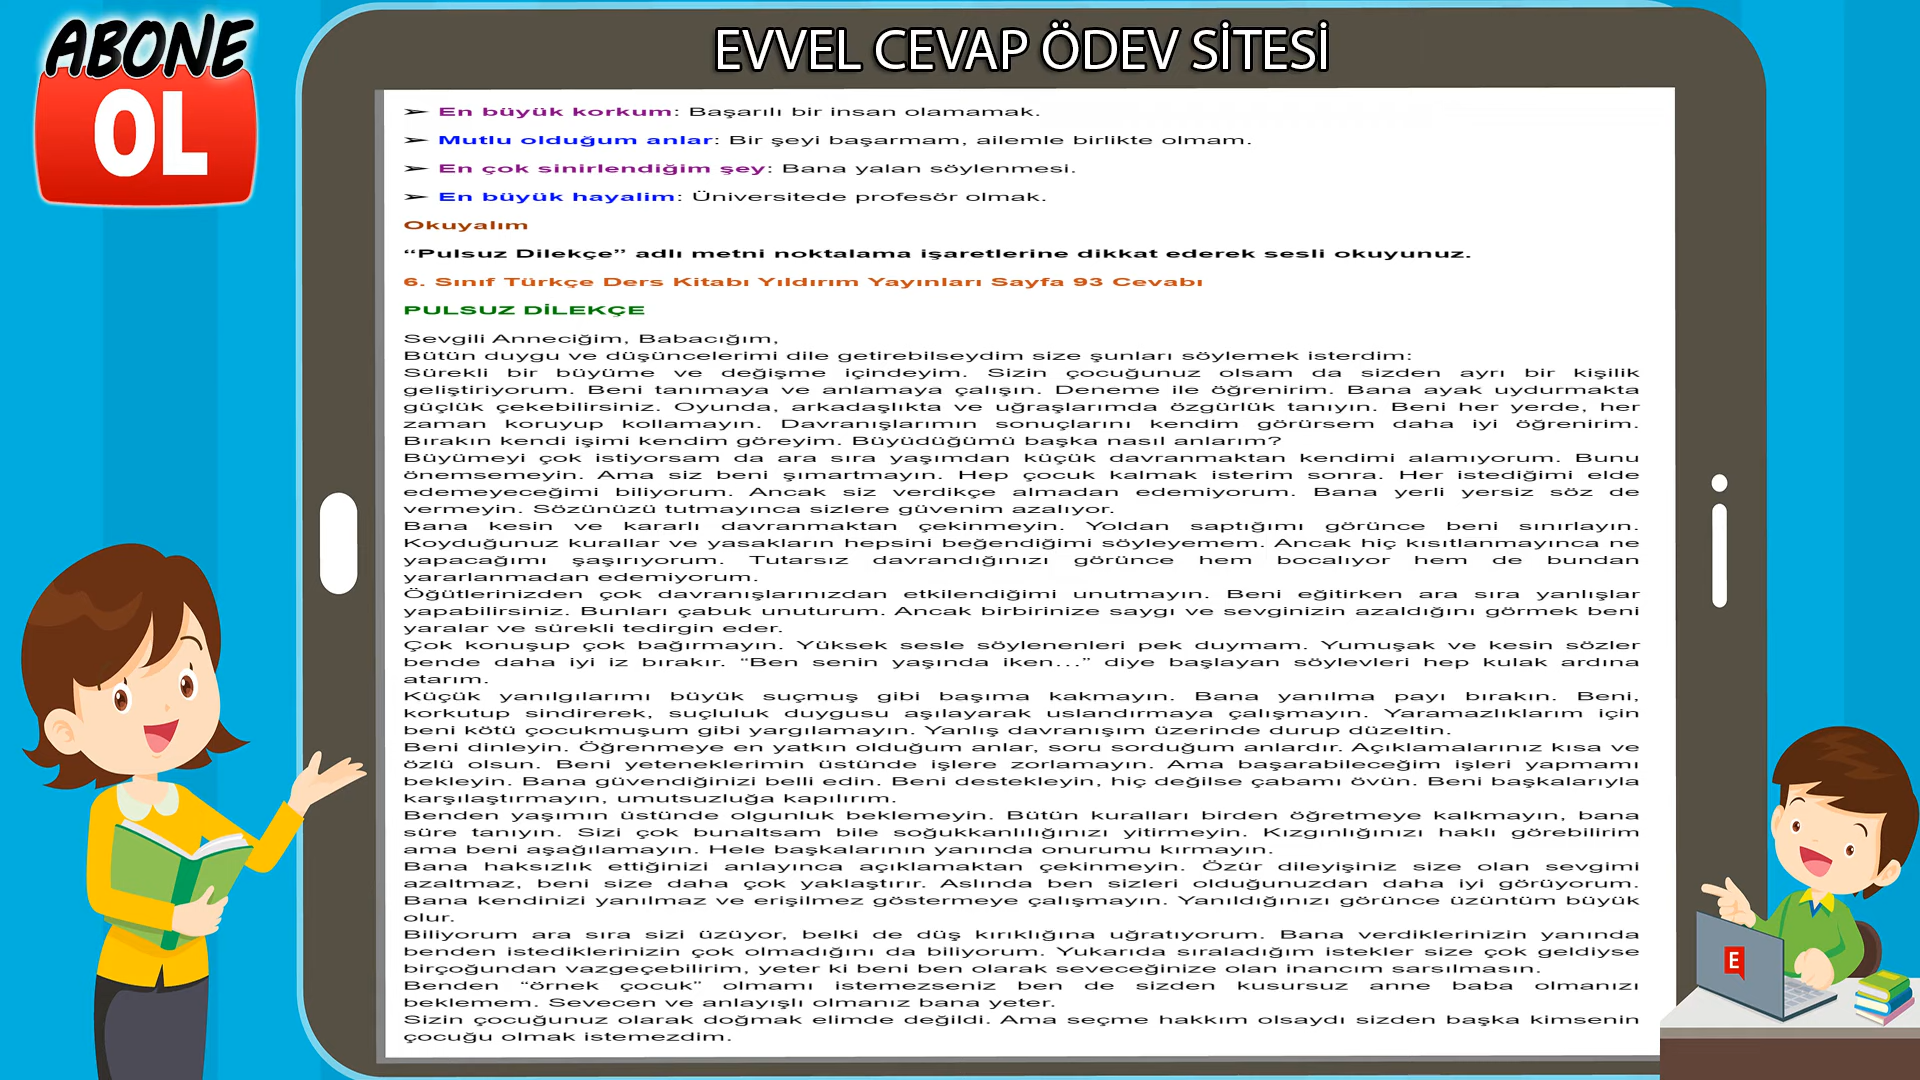 ABONE
OL
EVVEL CEVAP ÖDEV SİTESİ
➢ En büyük korkum: Başarılı bir insan olamamak.
➢ Mutlu olduğum anlar: Bir şeyi başarmam, ailemle birlikte olmam.
➢ En çok sinirlendiğim şey: Bana yalan söylenmesi.
➢ En büyük hayalim: Üniversitede profesör olmak.
Okuyalım
“Pulsuz Dilekçe” adlı metni noktalama işaretlerine dikkat ederek sesli okuyunuz.
6. Sınıf Türkçe Ders Kitabı Yıldırım Yayınları Sayfa 93 Cevabı
PULSUZ DİLEKÇE
Sevgili Anneciğim, Babacığım,
Bütün duygu ve düşüncelerimi dile getirebilseydim size şunları söylemek isterdim:
Sürekli bir büyüme ve değişme içindeyim. Sizin çocuğunuz olsam da sizden ayrı bir kişilik
geliştiriyorum. Beni tanımaya ve anlamaya çalışın. Deneme ile öğrenirim. Bana ayak uydurmakta
güçlük çekebilirsiniz. Oyunda, arkadaşlıkta ve uğraşlarımda özgürlük tanıyın. Beni her yerde, her
zaman koruyup kollamayın. Davranışlarımın sonuçlarını kendim görürsem daha iyi öğrenirim.
Bırakın kendi işimi kendim göreyim. Büyüdüğümü başka nasıl anlarım?
Büyümeyi çok istiyorsam da ara sıra yaşımdan küçük davranmaktan kendimi alamıyorum. Bunu
önemsemeyin. Ama siz beni şımartmayın. Hep çocuk kalmak isterim sonra. Her istediğimi elde
edemeyeceğimi biliyorum. Ancak siz verdikçe almadan edemiyorum. Bana yerli yersiz söz de
vermeyin. Sözünüzü tutmayınca sizlere güvenim azalıyor.
Bana kesin ve kararlı davranmaktan çekinmeyin. Yoldan saptığımı görünce beni sınırlayın.
Koyduğunuz kurallar ve yasakların hepsini beğendiğimi söyleyemem. Ancak hiç kısıtlanmayınca ne
yapacağımı şaşırıyorum. Tutarsız davrandığınızı görünce hem bocalıyor hem de bundan
yararlanmadan edemiyorum.
Öğütlerinizden çok davranışlarınızdan etkilendiğimi unutmayın. Beni eğitirken ara sıra yanlışlar
yapabilirsiniz. Bunları çabuk unuturum. Ancak birbirinize saygı ve sevginizin azaldığını görmek beni
yaralar ve sürekli tedirgin eder.
Çok konuşup çok bağırmayın. Yüksek sesle söylenenleri pek duymam. Yumuşak ve kesin sözler
bende daha iyi iz bırakır. “Ben senin yaşında iken...” diye başlayan söylevleri hep kulak ardına
atarım.
Küçük yanılgılarımı büyük suçmuş gibi başıma kakmayın. Bana yanılma payı bırakın. Beni,
korkutup sindirerek, suçluluk duygusu aşılayarak uslandırmaya çalışmayın. Yaramazlıklarım için
beni kötü çocukmuşum gibi yargılamayın. Yanlış davranışım üzerinde durup düzeltin.
Beni dinleyin. Öğrenmeye en yatkın olduğum anlar, soru sorduğum anlardır. Açıklamalarınız kısa ve
özlü olsun. Beni yeteneklerimin üstünde işlere zorlamayın. Ama başarabileceğim işleri yapmamı
bekleyin. Bana güvendiğinizi belli edin. Beni destekleyin, hiç değilse çabamı övün. Beni başkalarıyla
karşılaştırmayın, umutsuzluğa kapılırım.
Benden yaşımın üstünde olgunluk beklemeyin. Bütün kuralları birden öğretmeye kalkmayın, bana
süre tanıyın. Sizi çok bunaltsam bile soğukkanlılığınızı yitirmeyin. Kızgınlığınızı haklı görebilirim
ama beni aşağılamayın. Hele başkalarının yanında onurumu kırmayın.
Bana haksızlık ettiğinizi anlayınca açıklamaktan çekinmeyin. Özür dileyişiniz size olan sevgimi
azaltmaz, beni size daha çok yaklaştırır. Aslında ben sizleri olduğunuzdan daha iyi görüyorum.
Bana kendinizi yanılmaz ve erişilmez göstermeye çalışmayın. Yanıldığınızı görünce üzüntüm büyük
olur.
Biliyorum ara sıra sizi üzüyor, belki de düş kırıklığına uğratıyorum. Bana verdiklerinizin yanında
benden istediklerinizin çok olmadığını da biliyorum. Yukarıda sıraladığım istekler size çok geldiyse
birçoğundan vazgeçebilirim, yeter ki beni ben olarak seveceğinize olan inancım sarsılmasın.
Benden “örnek çocuk” olmamı istemezseniz ben de sizden kusursuz anne baba olmanızı
beklemem. Sevecen ve anlayışlı olmanız bana yeter.
Sizin çocuğunuz olarak doğmak elimde değildi. Ama seçme hakkım olsaydı sizden başka kimsenin
çocuğu olmak istemezdim.
E